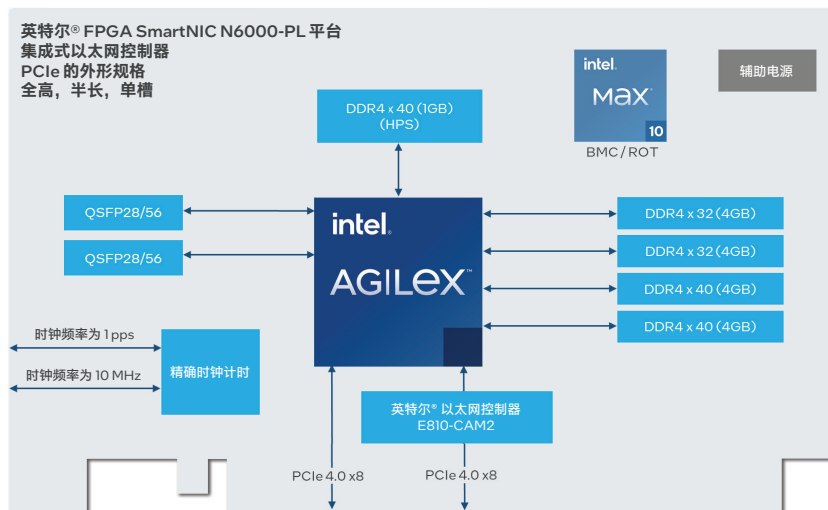 英特尔® FPGA SmartNIC N6000-PL 平台
集成式以太网控制器
PCIe 的外形规格
全高，半长，单槽
intel.
MAX
10
BMC / ROT
辅助电源
DDR4 x 40 (1GB)
(HPS)
QSFP28/56
QSFP28/56
intel.
AGILEX™
DDR4 x 32 (4GB)
DDR4 x 32 (4GB)
DDR4 x 40 (4GB)
DDR4 x 40 (4GB)
时钟频率为 1 pps
时钟频率为 10 MHz
精确时钟计时
英特尔® 以太网控制器
E810-CAM2
PCIe 4.0 x8
PCIe 4.0 x8